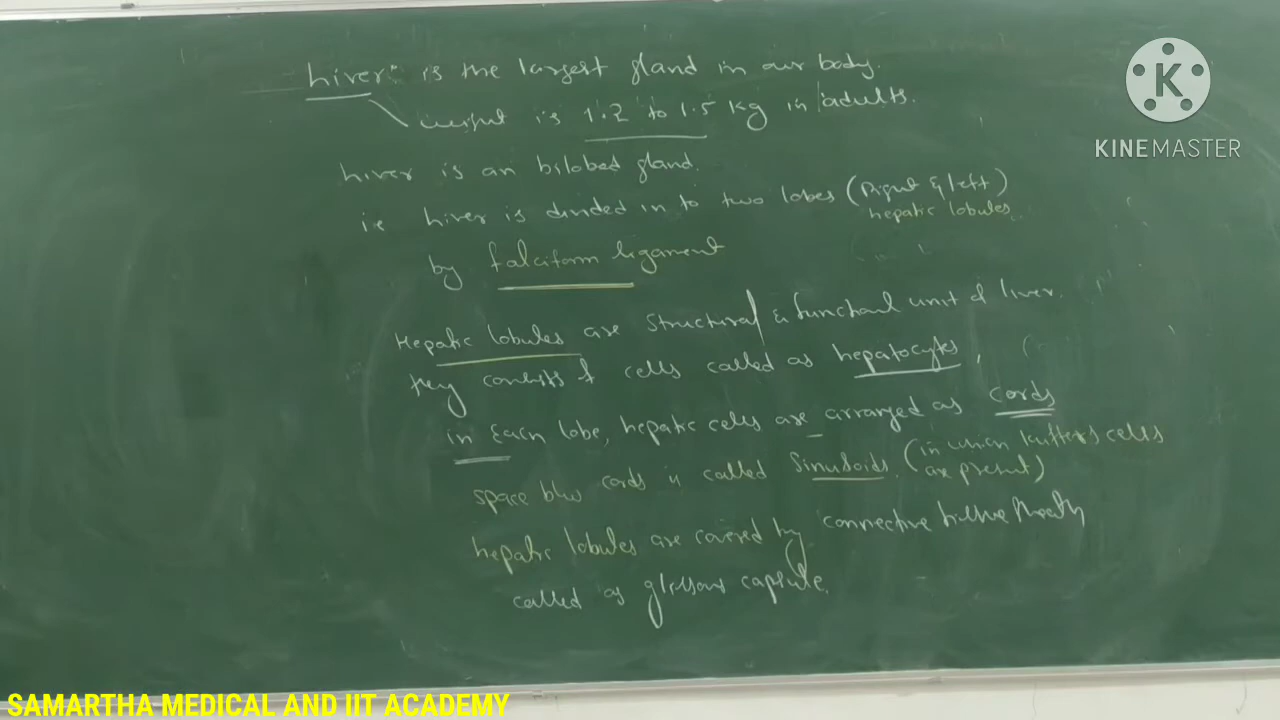 Liver: is the largest gland in our body.
weight is 1.2 to 1.5 Kg in adults.
Liver is an bilobed gland.
i.e Liver is divided in to two lobes (Right & left)
hepatic lobules
by falciform ligament
Hepatic lobules are structural & functional unit of liver.
they consists of cells called as hepatocytes,
in Each lobe, hepatic cells are arranged as cords
space b/w cords is called sinusoids. (in which kuffers cells
are present)
hepatic lobules are covered by connective tissue sheath
called as glissons capsule.
K
KINEMASTER
SAMARTHA MEDICAL AND IIT ACADEMY